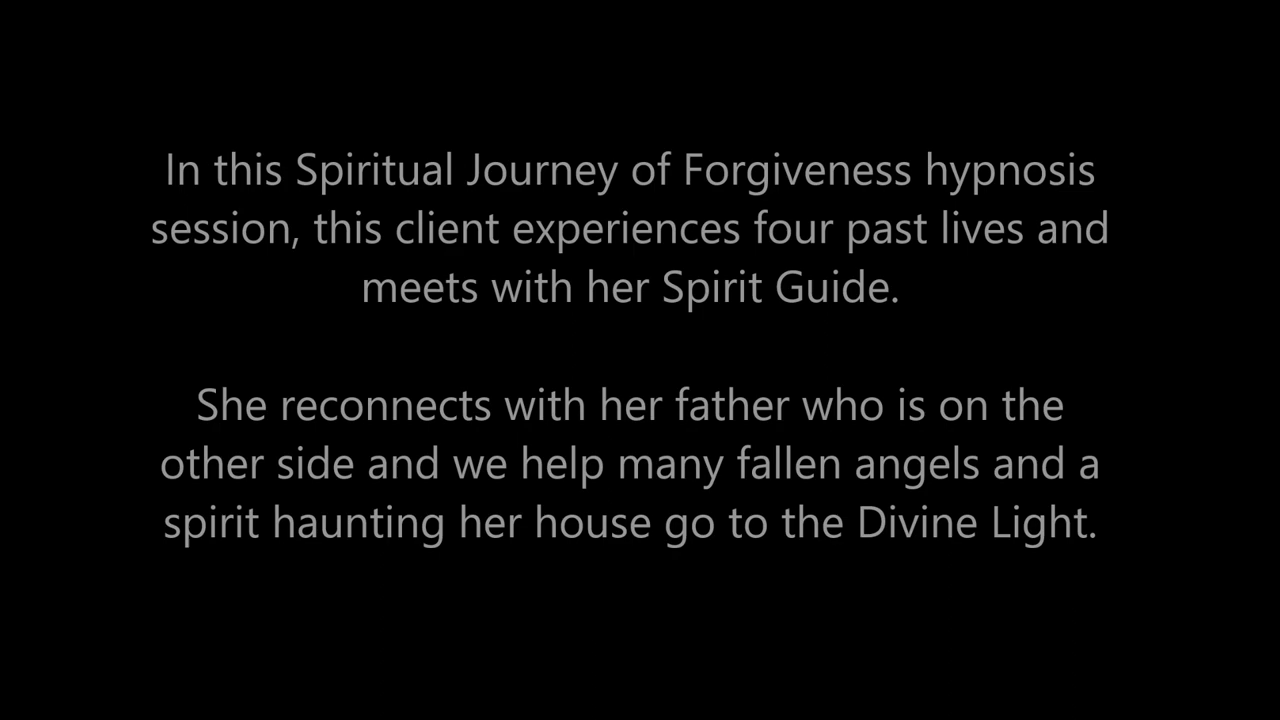 In this Spiritual Journey of Forgiveness hypnosis
session, this client experiences four past lives and
meets with her Spirit Guide.
She reconnects with her father who is on the
other side and we help many fallen angels and a
spirit haunting her house go to the Divine Light.